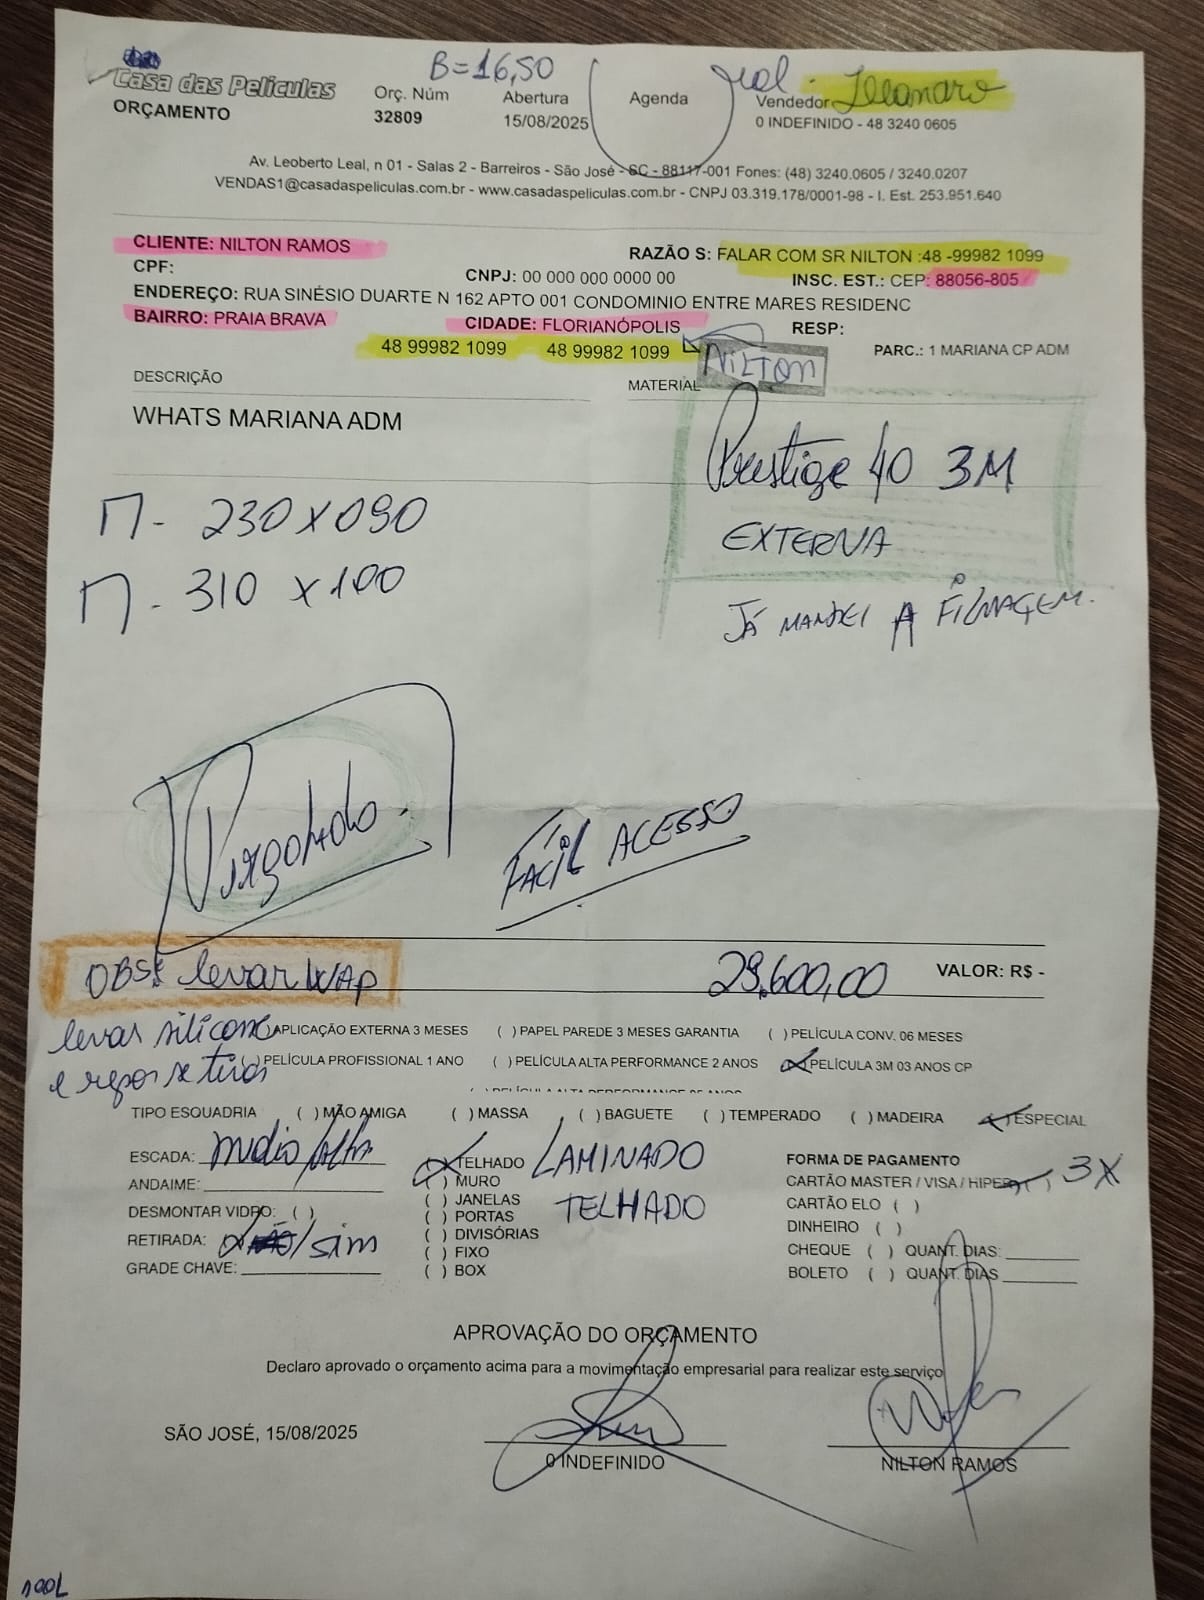 B=16,50
Casa das Películas
ORÇAMENTO
Orç. Núm
32809
Abertura
15/08/2025
Agenda
Vendedor
0 INDEFINIDO - 48 3240 0605
Av. Leoberto Leal, n 01 - Salas 2 - Barreiros - São José - SC - 88117-001 Fones: (48) 3240.0605 / 3240.0207
VENDAS1@casadaspeliculas.com.br - www.casadaspeliculas.com.br - CNPJ 03.319.178/0001-98 - I. Est. 253.951.640
CLIENTE: NILTON RAMOS
RAZÃO S: FALAR COM SR NILTON :48 -99982 1099
CPF:
CNPJ: 00 000 000 0000 00
INSC. EST.: CEP: 88056-805
ENDEREÇO: RUA SINÉSIO DUARTE N 162 APTO 001 CONDOMINIO ENTRE MARES RESIDENC
BAIRRO: PRAIA BRAVA
CIDADE: FLORIANÓPOLIS
RESP:
48 99982 1099 48 99982 1099
NILTON
PARC.: 1 MARIANA CP ADM
DESCRIÇÃO
MATERIAL
WHATS MARIANA ADM
Prestige 40 3M
EXTERNA
JÁ MANDEI A FILMAGEM.
230 X 090
310 X 100
FÁCIL ACESSO
OBS: levar WAP
29.600,00
VALOR: R$ -
levar silicone
e repor se tirar
APLICAÇÃO EXTERNA 3 MESES ( ) PAPEL PAREDE 3 MESES GARANTIA ( ) PELÍCULA CONV. 06 MESES
( ) PELÍCULA PROFISSIONAL 1 ANO ( ) PELÍCULA ALTA PERFORMANCE 2 ANOS (X) PELÍCULA 3M 03 ANOS CP
TIPO ESQUADRIA ( ) MÃO AMIGA ( ) MASSA ( ) BAGUETE ( ) TEMPERADO ( ) MADEIRA (X) ESPECIAL
ESCADA: media/alta
ANDAIME:
DESMONTAR VIDRO: ( )
RETIRADA: /sim
GRADE CHAVE:
(X) TELHADO
( ) MURO
( ) JANELAS
( ) PORTAS
( ) DIVISÓRIAS
( ) FIXO
( ) BOX
LAMINADO
TELHADO
FORMA DE PAGAMENTO
CARTÃO MASTER / VISA / HIPER (X) 3X
CARTÃO ELO ( )
DINHEIRO ( )
CHEQUE ( ) QUANT. DIAS:
BOLETO ( ) QUANT. DIAS
APROVAÇÃO DO ORÇAMENTO
Declaro aprovado o orçamento acima para a movimentação empresarial para realizar este serviço
SÃO JOSÉ, 15/08/2025
0 INDEFINIDO
NILTON RAMOS
100L